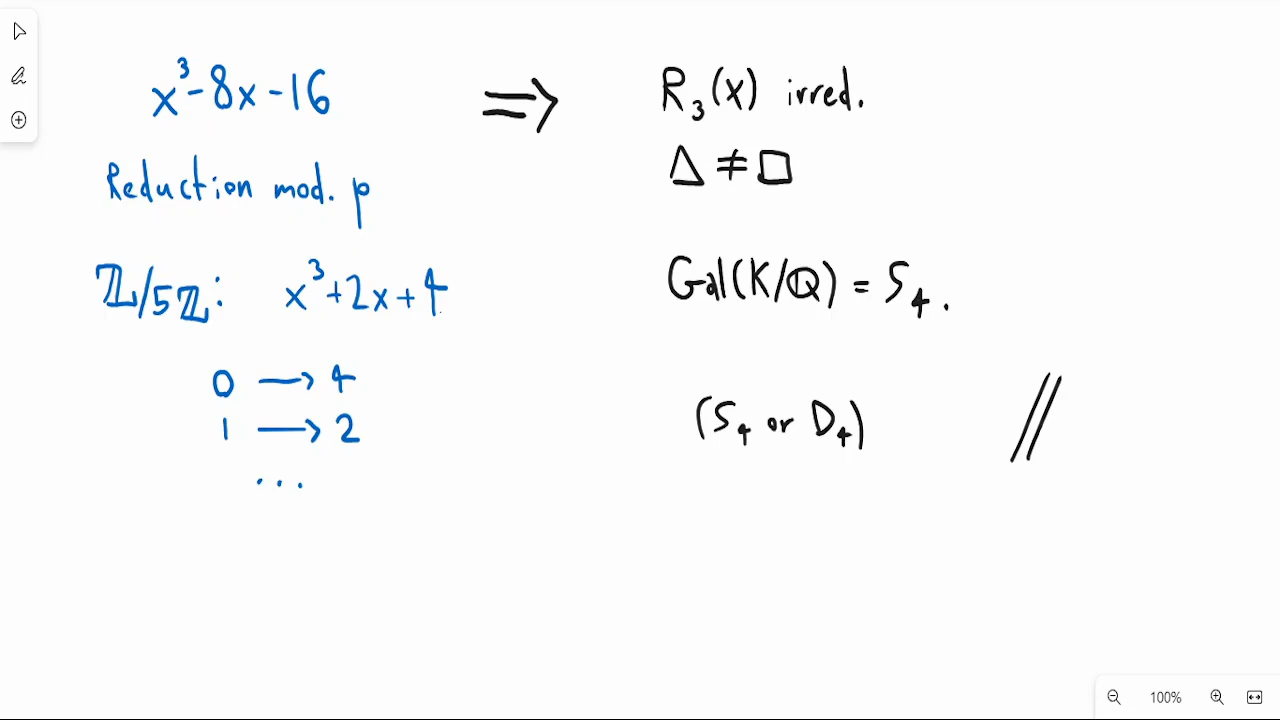 x³-8x-16 ⟹ R₃(x) irred.
Δ ≠ □
Reduction mod. p
ℤ/5ℤ: x³+2x+4
Gal(K/ℚ) = S₄.
0 → 4
1 → 2
(S₄ or D₄) //
...
100%